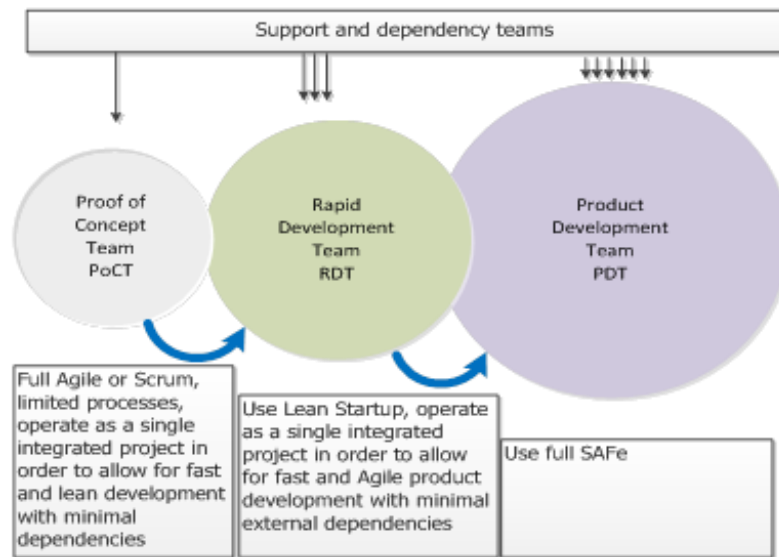 Support and dependency teams
Proof of
Concept
Team
PoCT
Rapid
Development
Team
RDT
Product
Development
Team
PDT
Full Agile or Scrum,
limited processes,
operate as a single
integrated project in
order to allow for fast
and lean development
with minimal
dependencies
Use Lean Startup, operate
as a single integrated
project in order to allow
for fast and Agile product
development with minimal
external dependencies
Use full SAFe